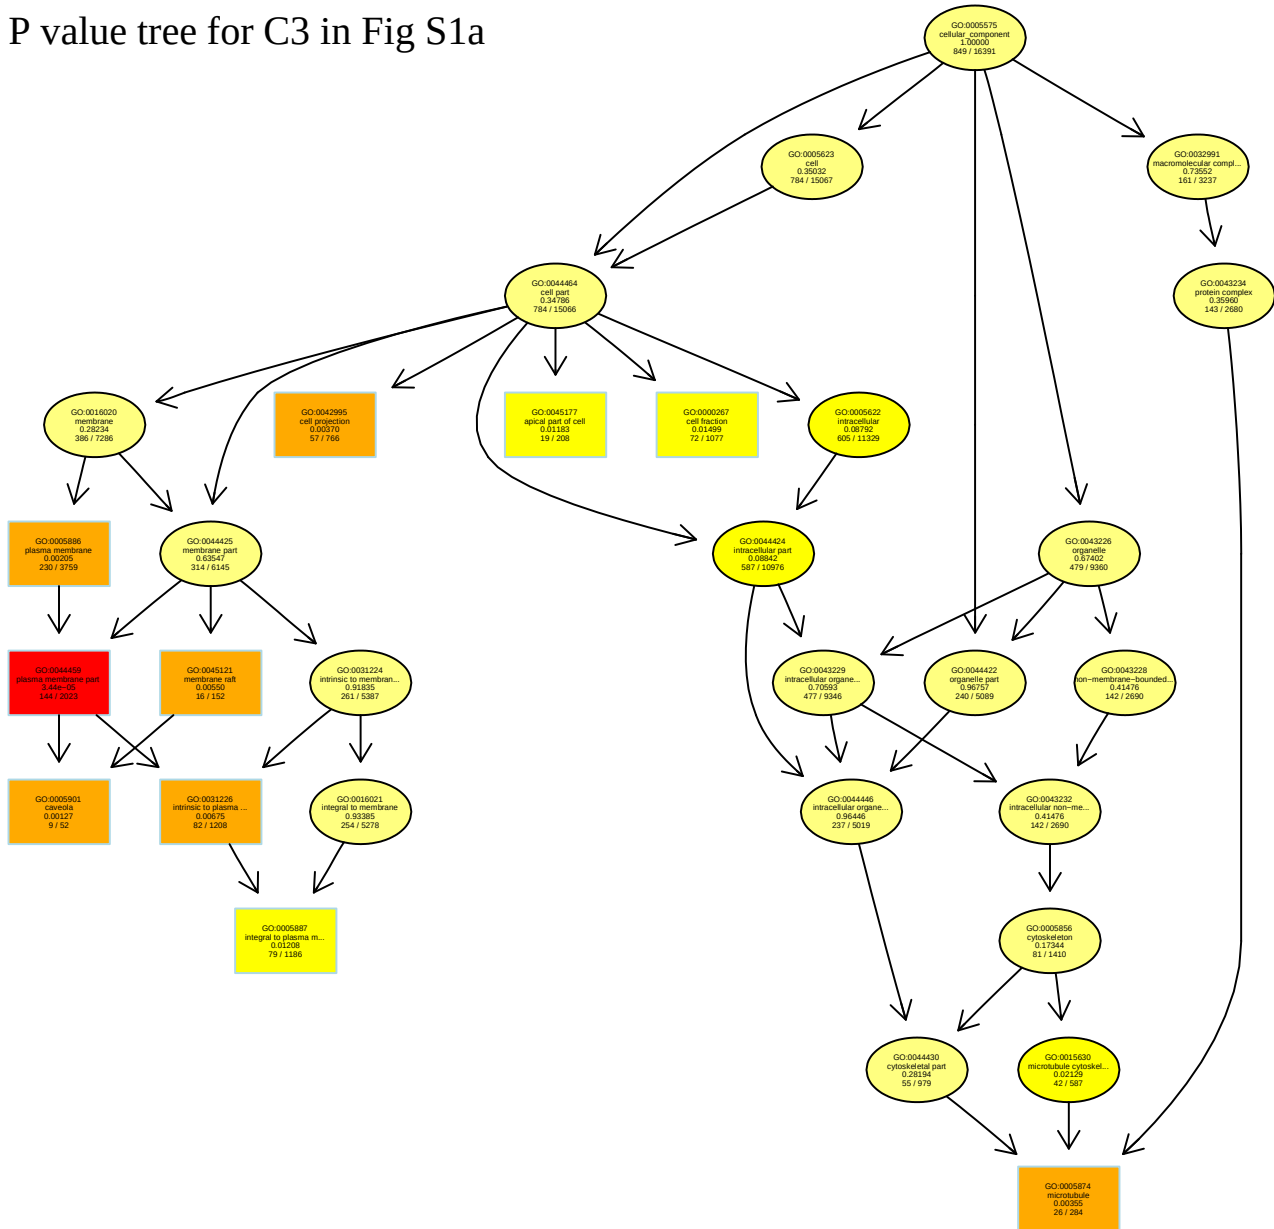 P value tree for C3 in Fig S1a
GO:0005575
cellular_component
1.00000
849 / 16391
GO:0005623
cell
0.35032
784 / 15067
GO:0032991
macromolecular compl...
0.73552
161 / 3237
GO:0044464
cell part
0.34786
784 / 15066
GO:0043234
protein complex
0.35960
143 / 2680
GO:0016020
membrane
0.28234
386 / 7286
GO:0042995
cell projection
0.00370
57 / 766
GO:0045177
apical part of cell
0.01183
19 / 208
GO:0000267
cell fraction
0.01499
72 / 1077
GO:0005622
intracellular
0.08792
605 / 11329
GO:0005886
plasma membrane
0.00205
230 / 3759
GO:0044425
membrane part
0.63547
314 / 6145
GO:0044424
intracellular part
0.08842
587 / 10976
GO:0043226
organelle
0.67402
479 / 9360
GO:0044459
plasma membrane part
3.44e−05
144 / 2023
GO:0045121
membrane raft
0.00550
16 / 152
GO:0031224
intrinsic to membran...
0.91835
261 / 5387
GO:0043229
intracellular organe...
0.70593
477 / 9346
GO:0044422
organelle part
0.96757
240 / 5089
GO:0043228
non−membrane−bounded...
0.41476
142 / 2690
GO:0005901
caveola
0.00127
9 / 52
GO:0031226
intrinsic to plasma ...
0.00675
82 / 1208
GO:0016021
integral to membrane
0.93385
254 / 5278
GO:0044446
intracellular organe...
0.96446
237 / 5019
GO:0043232
intracellular non−me...
0.41476
142 / 2690
GO:0005887
integral to plasma m...
0.01208
79 / 1186
GO:0005856
cytoskeleton
0.17344
81 / 1410
GO:0044430
cytoskeletal part
0.28194
55 / 979
GO:0015630
microtubule cytoskel...
0.02129
42 / 587
GO:0005874
microtubule
0.00355
26 / 284